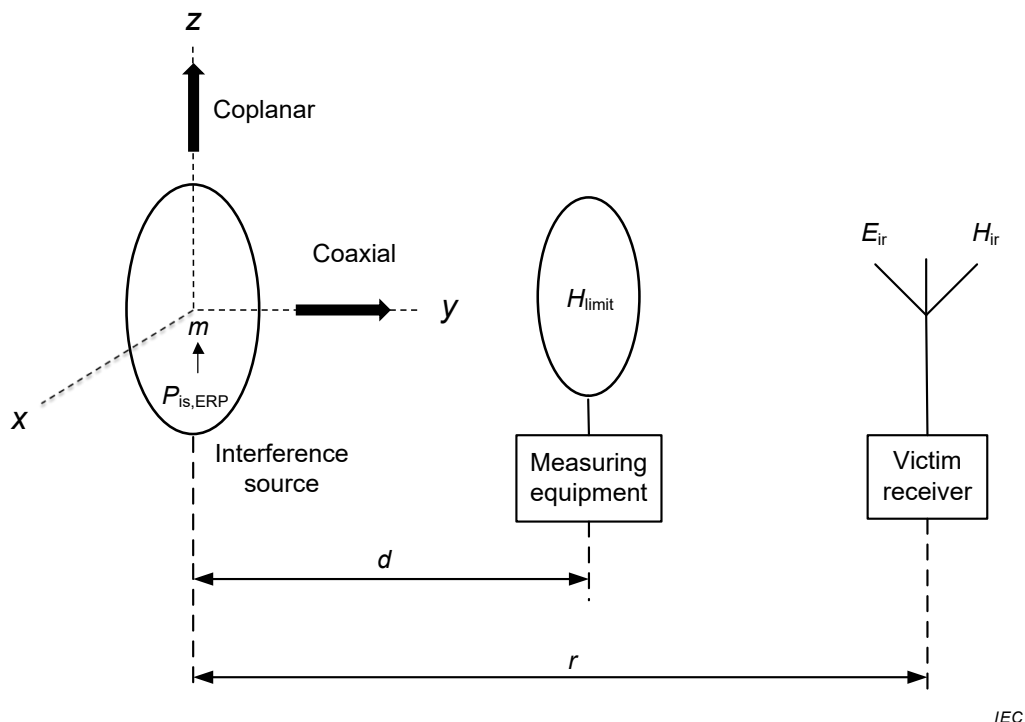 z
Coplanar
E_ir
H_ir
Coaxial
H_limit
y
m
P_is,ERP
x
Interference
source
Measuring
equipment
Victim
receiver
d
r
IEC